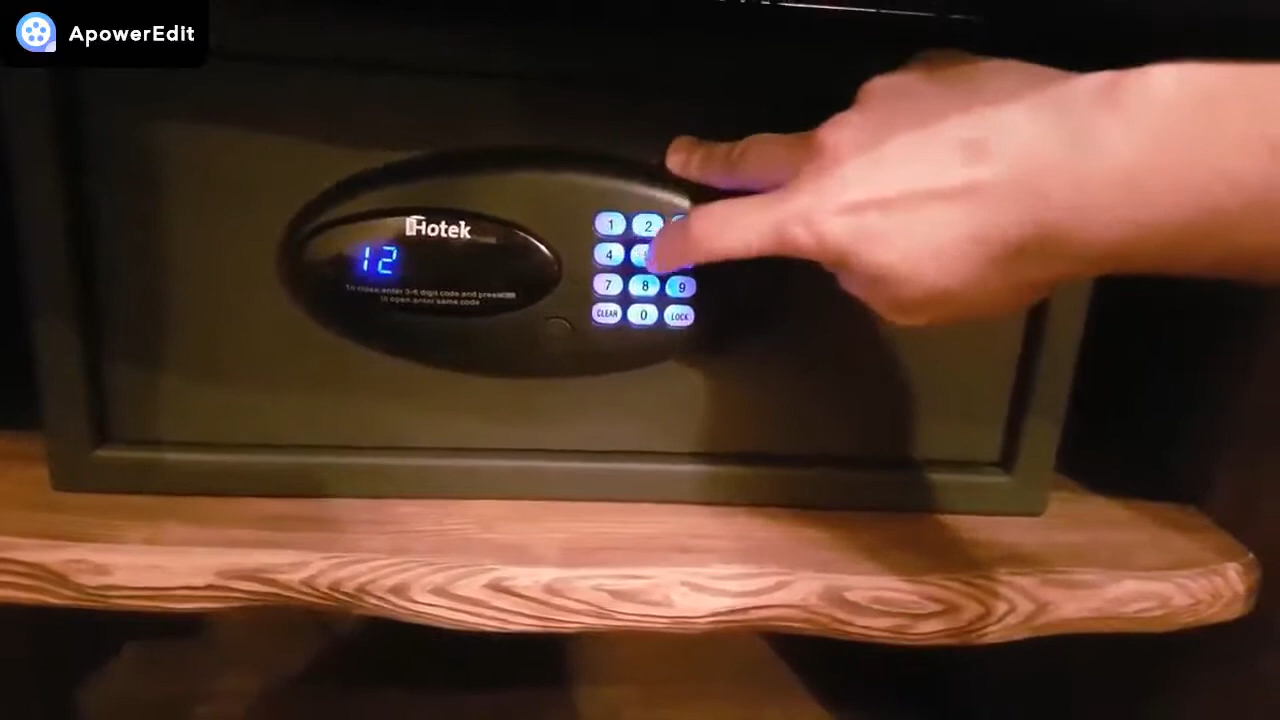 ApowerEdit
Hotek
12
To close,enter 3-6 digit code and press
to open,enter same code
1 2
4
7 8 9
CLEAR 0 LOCK